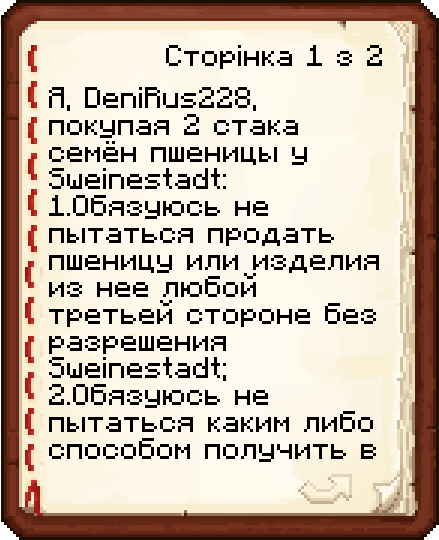 Сторінка 1 з 2
Я, DeniRus228,
покупая 2 стака
семён пшеницы у
Sweinestadt:
1.Обязуюсь не
пытаться продать
пшеницу или изделия
из нее любой
третьей стороне без
разрешения
Sweinestadt;
2.Обязуюсь не
пытаться каким либо
способом получить в